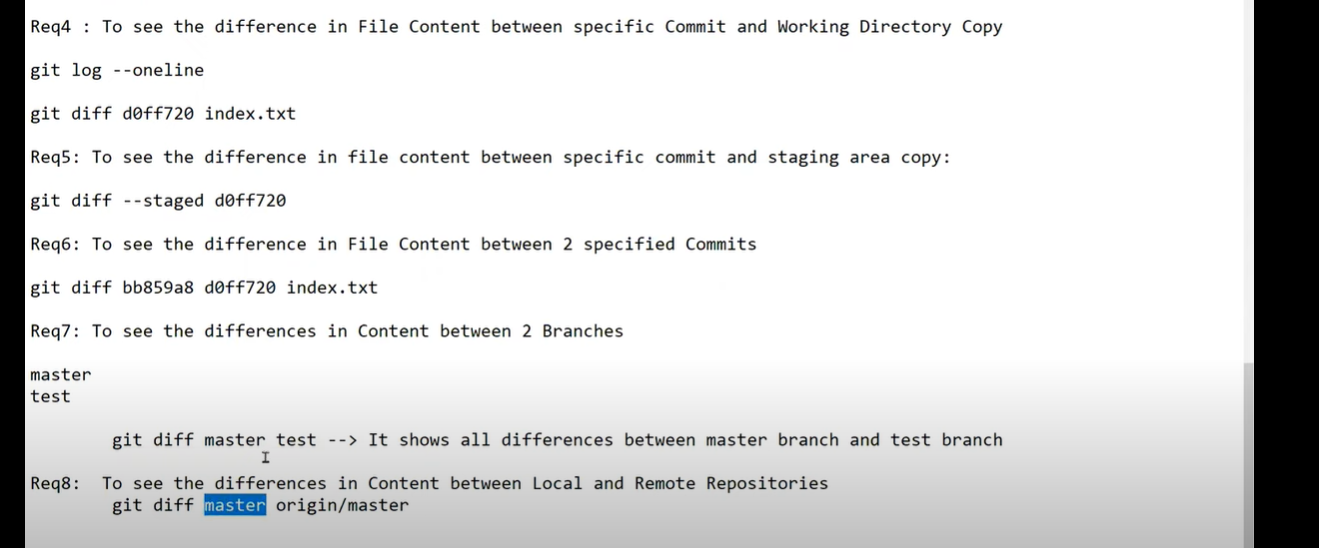 Req4 : To see the difference in File Content between specific Commit and Working Directory Copy
git log --oneline
git diff d0ff720 index.txt
Req5: To see the difference in file content between specific commit and staging area copy:
git diff --staged d0ff720
Req6: To see the difference in File Content between 2 specified Commits
git diff bb859a8 d0ff720 index.txt
Req7: To see the differences in Content between 2 Branches
master
test
git diff master test --> It shows all differences between master branch and test branch
Req8:  To see the differences in Content between Local and Remote Repositories
git diff master origin/master